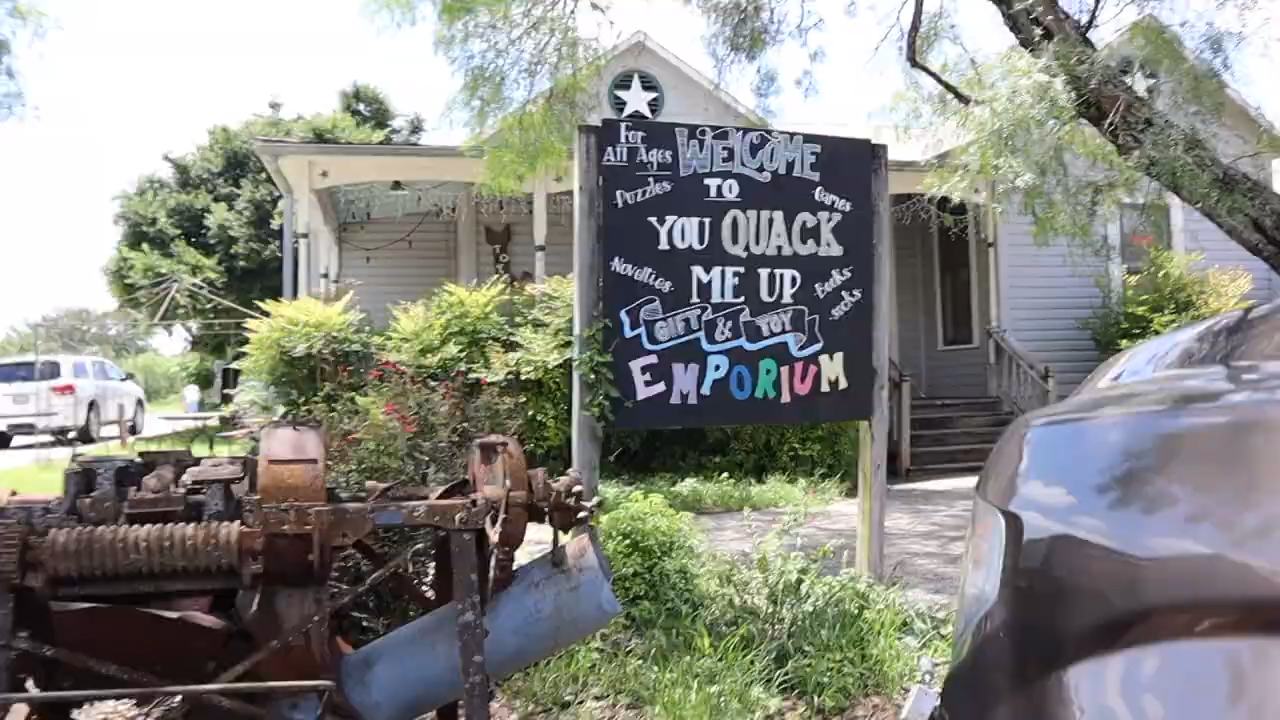 For
All Ages
WELCOME
TO
Puzzles
Games
YOU QUACK
ME UP
Novelties
Books
Socks
GIFT & TOY
EMPORIUM